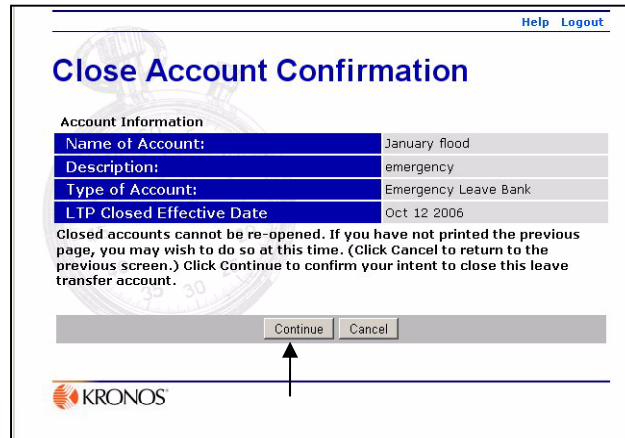 Help Logout
Close Account Confirmation
Account Information
Name of Account: January flood
Description: emergency
Type of Account: Emergency Leave Bank
LTP Closed Effective Date Oct 12 2006
Closed accounts cannot be re-opened. If you have not printed the previous
page, you may wish to do so at this time. (Click Cancel to return to the
previous screen.) Click Continue to confirm your intent to close this leave
transfer account.
35 30
Continue Cancel
KRONOS